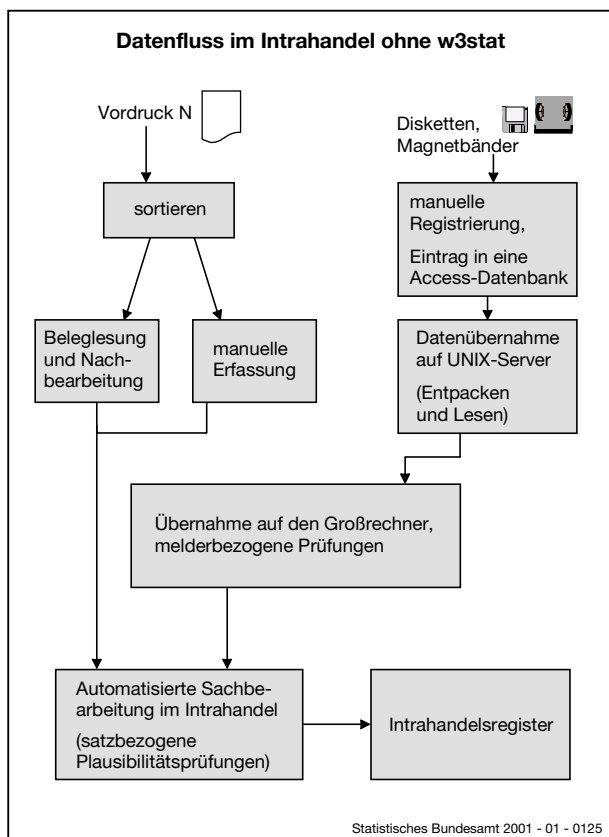 Datenfluss im Intrahandel ohne w3stat
Vordruck N
Disketten,
Magnetbänder
sortieren
manuelle
Registrierung,
Eintrag in eine
Access-Datenbank
Beleglesung
und Nach-
bearbeitung
manuelle
Erfassung
Datenübernahme
auf UNIX-Server
(Entpacken
und Lesen)
Übernahme auf den Großrechner,
melderbezogene Prüfungen
Automatisierte Sachbe-
arbeitung im Intrahandel
(satzbezogene
Plausibilitätsprüfungen)
Intrahandelsregister
Statistisches Bundesamt 2001 - 01 - 0125